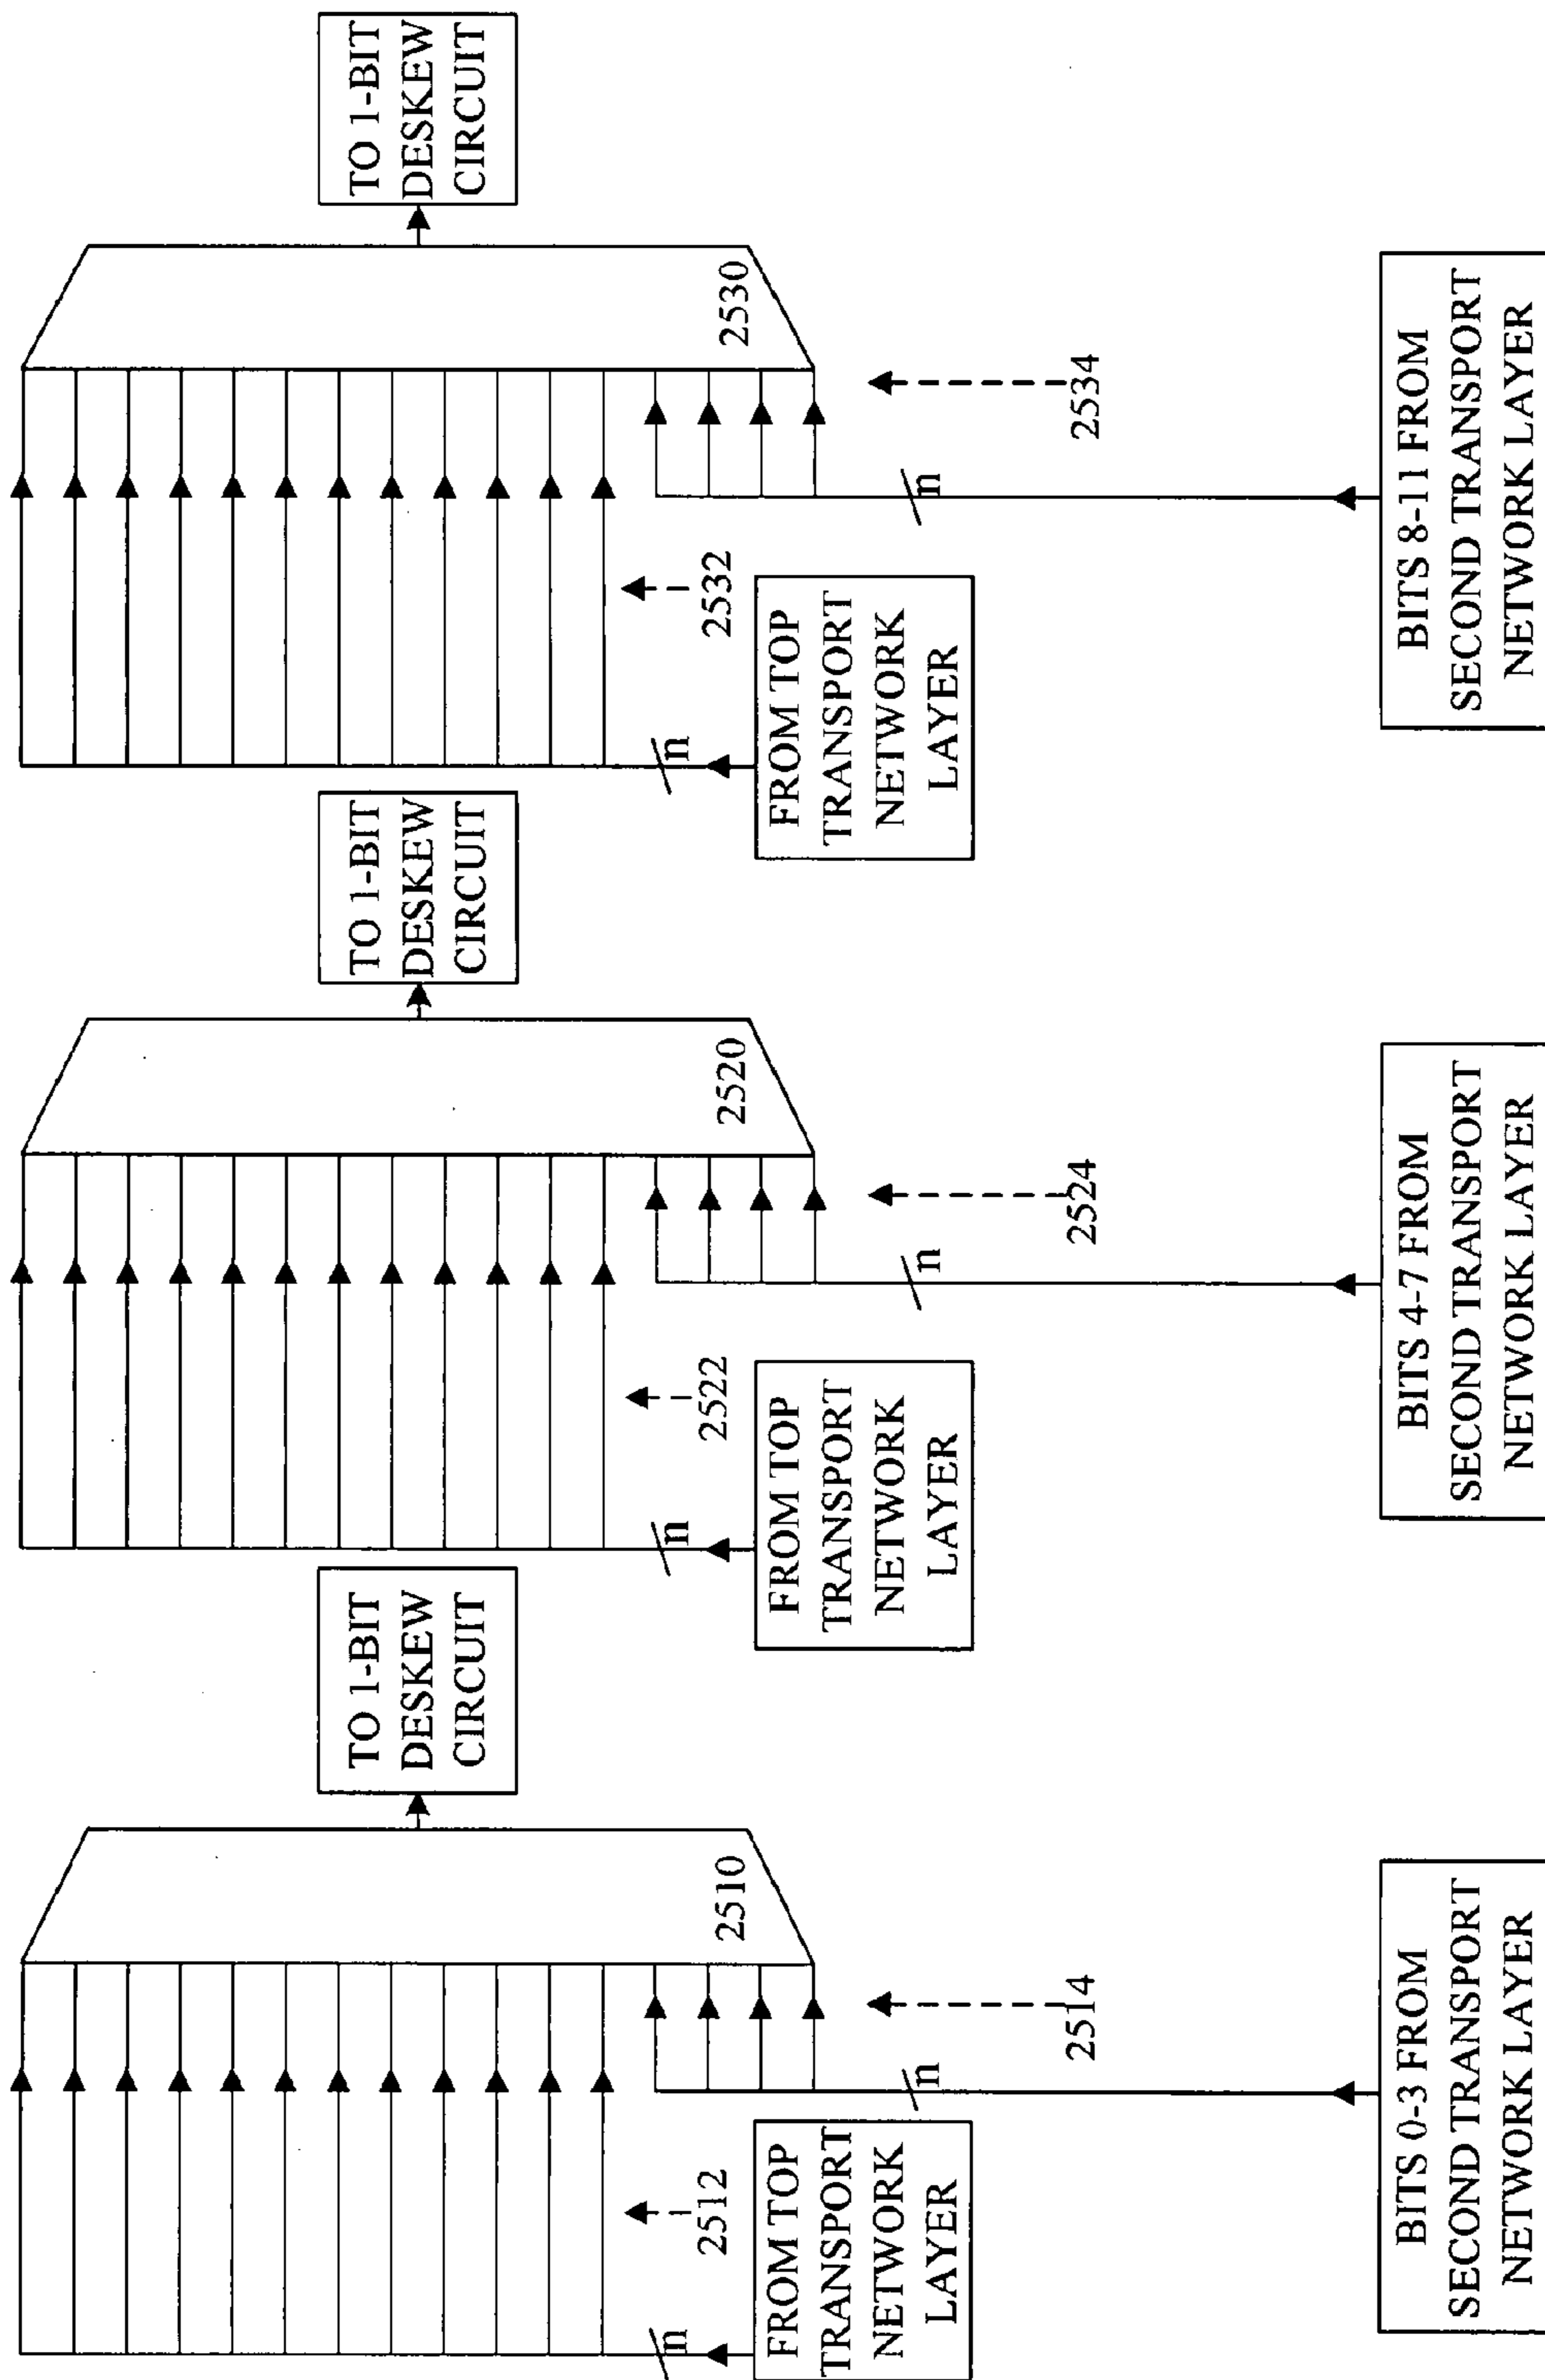 TO 1-BIT
DESKEW
CIRCUIT
2510
2512
n
FROM TOP
TRANSPORT
NETWORK
LAYER
2514
n
BITS 0-3 FROM
SECOND TRANSPORT
NETWORK LAYER
TO 1-BIT
DESKEW
CIRCUIT
2520
2522
n
FROM TOP
TRANSPORT
NETWORK
LAYER
2524
n
BITS 4-7 FROM
SECOND TRANSPORT
NETWORK LAYER
TO 1-BIT
DESKEW
CIRCUIT
2530
2532
n
FROM TOP
TRANSPORT
NETWORK
LAYER
2534
n
BITS 8-11 FROM
SECOND TRANSPORT
NETWORK LAYER